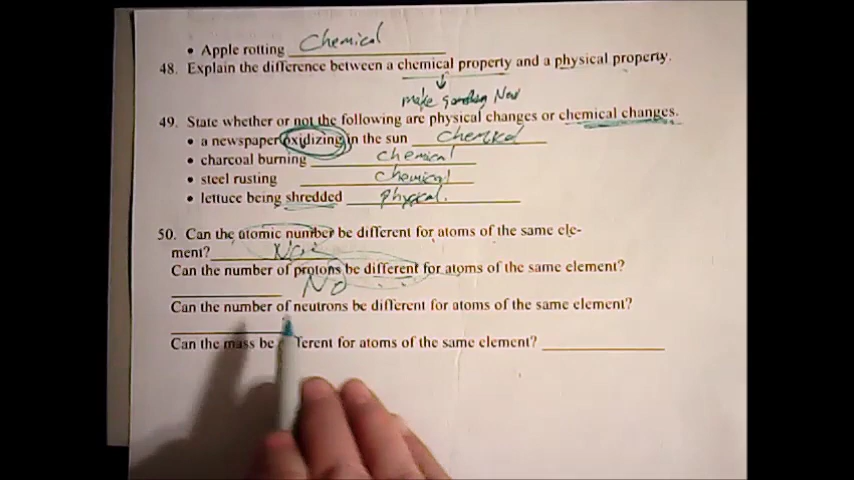 • Apple rotting Chemical
48. Explain the difference between a chemical property and a physical property.
make something New
49. State whether or not the following are physical changes or chemical changes.
• a newspaper oxidizing in the sun chemical
• charcoal burning chemical
• steel rusting chemical
• lettuce being shredded physical.
50. Can the atomic number be different for atoms of the same ele-
ment? No
Can the number of protons be different for atoms of the same element?
No
Can the number of neutrons be different for atoms of the same element?
Can the mass be different for atoms of the same element?